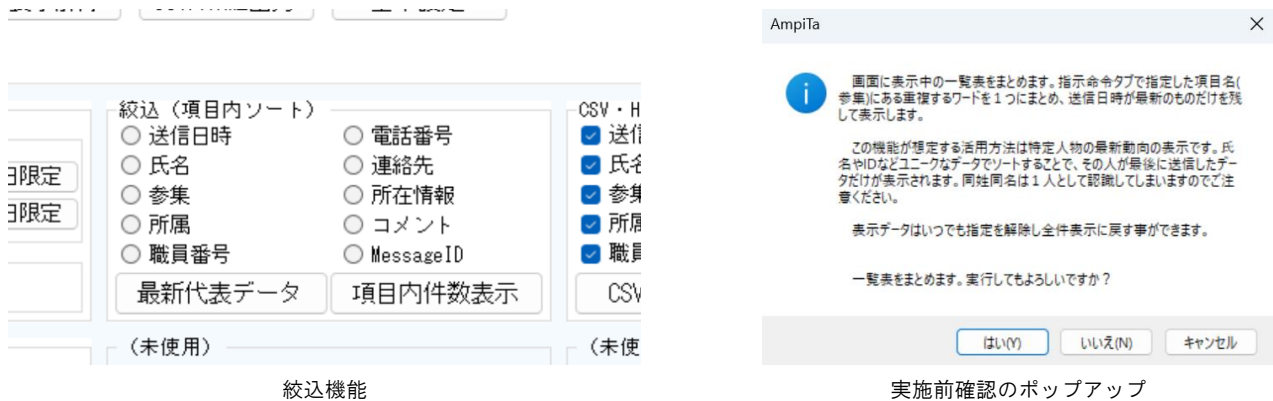 絞込（項目内ソート）
送信日時
電話番号
氏名
連絡先
参集
所在情報
所属
コメント
職員番号
MessageID
最新代表データ
項目内件数表示
（未使用）
日限定
日限定
CSV・H
送信
氏名
参集
所属
職員
CSV
（未使
絞込機能
AmpiTa
画面に表示中の一覧表をまとめます。指示命令タブで指定した項目名(
参集)にある重複するワードを１つにまとめ、送信日時が最新のものだけを残
して表示します。
この機能が想定する活用方法は特定人物の最新動向の表示です。氏
名やIDなどユニークなデータでソートすることで、その人が最後に送信したデー
タだけが表示されます。同姓同名は１人として認識してしまいますのでご注
意ください。
表示データはいつでも指定を解除し全件表示に戻す事ができます。
一覧表をまとめます。実行してもよろしいですか？
はい(Y)
いいえ(N)
キャンセル
実施前確認のポップアップ